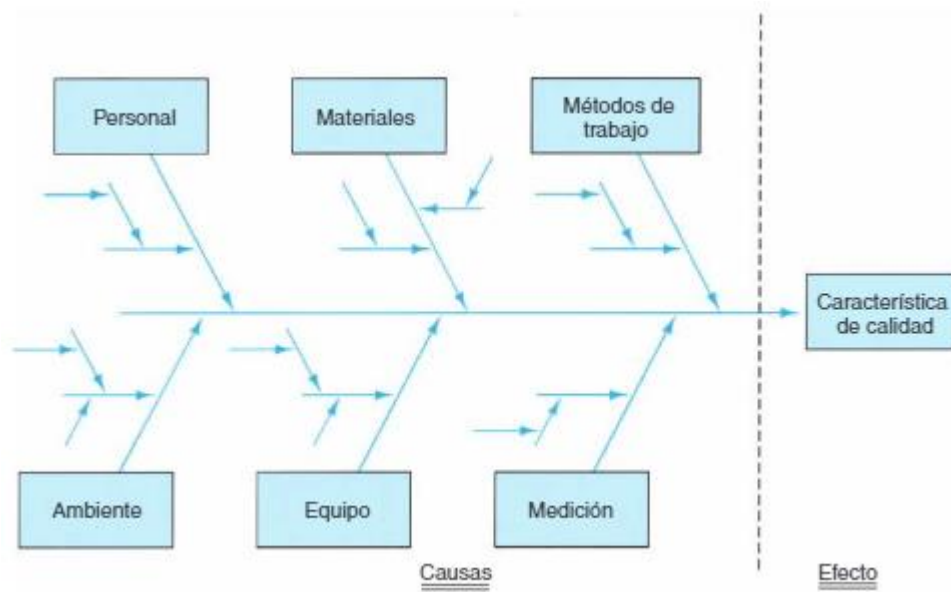 Personal
Materiales
Métodos de
trabajo
Característica
de calidad
Ambiente
Equipo
Medición
Causas
Efecto